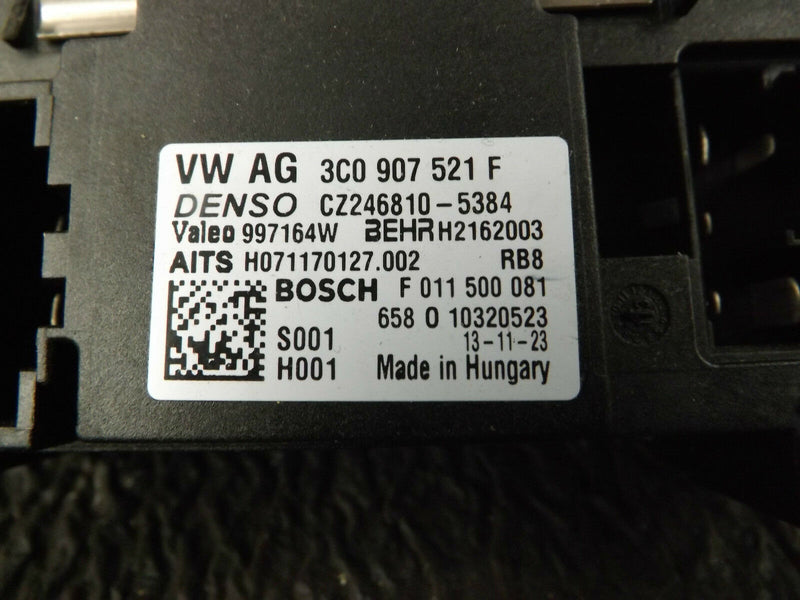 VW AG 3C0 907 521 F
DENSO CZ246810-5384
Valeo 997164W BEHR H2162003
AITS H071170127.002 RB8
BOSCH F 011 500 081
658 0 10320523
S001 13-11-23
H001 Made in Hungary